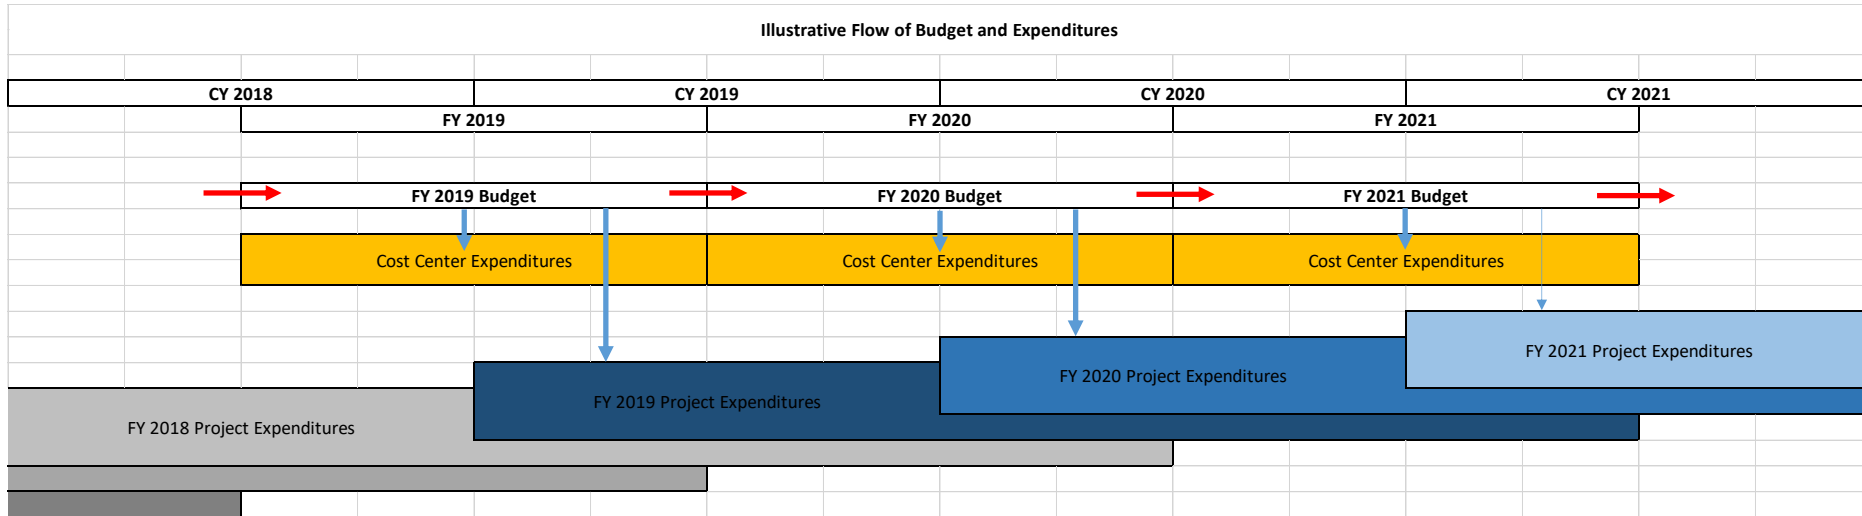 Illustrative Flow of Budget and Expenditures
CY 2018 CY 2019 CY 2020 CY 2021
FY 2019 FY 2020 FY 2021
FY 2019 Budget FY 2020 Budget FY 2021 Budget
Cost Center Expenditures Cost Center Expenditures Cost Center Expenditures
FY 2021 Project Expenditures
FY 2020 Project Expenditures
FY 2019 Project Expenditures
FY 2018 Project Expenditures